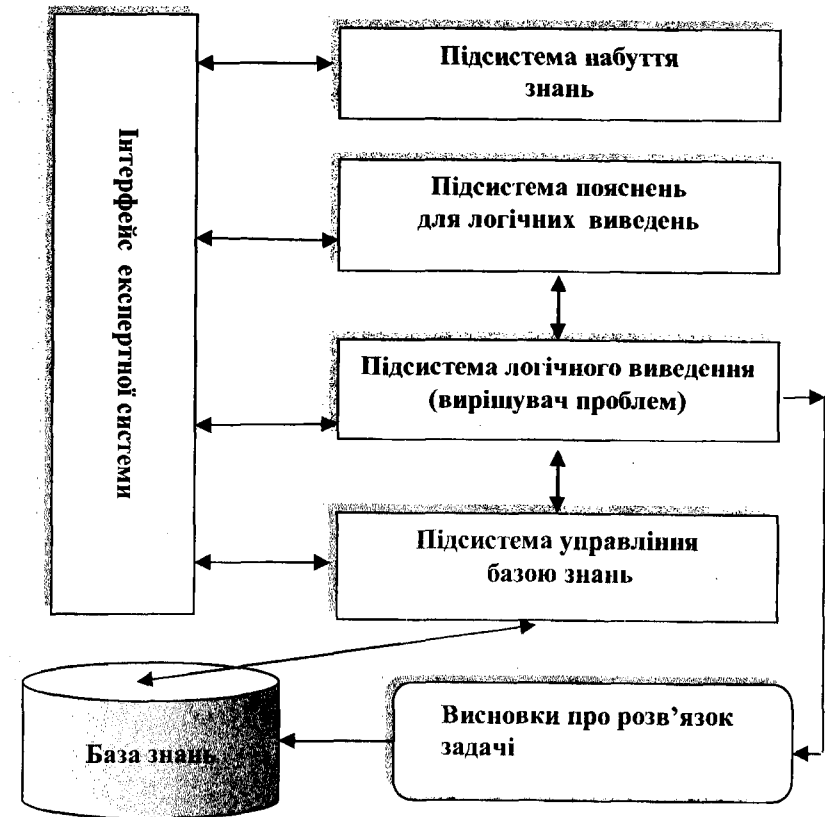 Інтерфейс експертної системи
Підсистема набуття
знань
Підсистема пояснень
для логічних виведень
Підсистема логічного виведення
(вирішувач проблем)
Підсистема управління
базою знань
База знань
Висновки про розв’язок
задачі